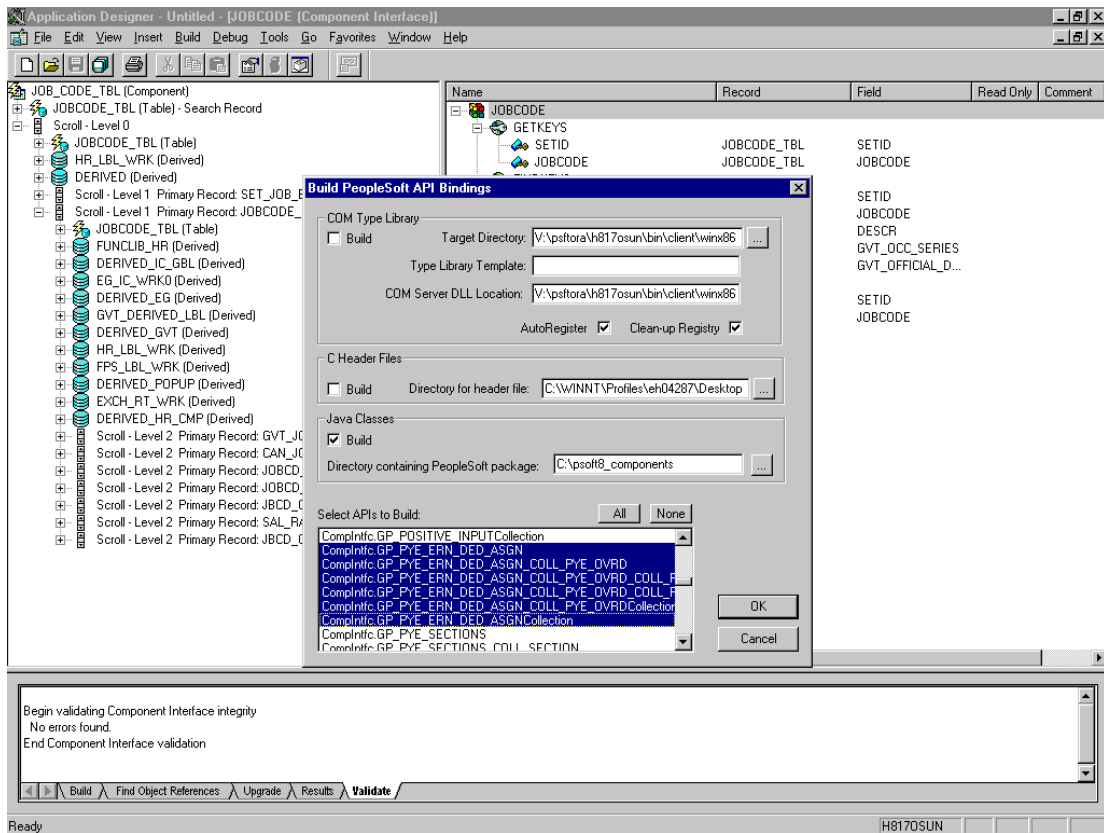 Application Designer - Untitled - [JOBCODE (Component Interface)]
File Edit View Insert Build Debug Tools Go Favorites Window Help
JOB_CODE_TBL (Component)
JOBCODE_TBL (Table) - Search Record
Scroll - Level 0
JOBCODE_TBL (Table)
HR_LBL_WRK (Derived)
DERIVED (Derived)
Scroll - Level 1 Primary Record: SET_JOB_
Scroll - Level 1 Primary Record: JOBCODE_
JOBCODE_TBL (Table)
FUNCLIB_HR (Derived)
DERIVED_IC_GBL (Derived)
EG_IC_WRK0 (Derived)
DERIVED_EG (Derived)
GVT_DERIVED_LBL (Derived)
DERIVED_GVT (Derived)
HR_LBL_WRK (Derived)
FPS_LBL_WRK (Derived)
DERIVED_POPUP (Derived)
EXCH_RT_WRK (Derived)
DERIVED_HR_CMP (Derived)
Scroll - Level 2 Primary Record: GVT_JO
Scroll - Level 2 Primary Record: CAN_JO
Scroll - Level 2 Primary Record: JOBCD_
Scroll - Level 2 Primary Record: JOBCD_
Scroll - Level 2 Primary Record: JBCD_
Scroll - Level 2 Primary Record: SAL_RA
Scroll - Level 2 Primary Record: JBCD_
Name Record Field Read Only Comment
JOBCODE
GETKEYS
SETID JOBCODE_TBL SETID
JOBCODE JOBCODE_TBL JOBCODE
SETID
JOBCODE
DESCR
GVT_OCC_SERIES
GVT_OFFICIAL_D...
SETID
JOBCODE
Build PeopleSoft API Bindings
COM Type Library
Build Target Directory: V:\psftora\h817osun\bin\client\winx86 ...
Type Library Template:
COM Server DLL Location: V:\psftora\h817osun\bin\client\winx86
AutoRegister Clean-up Registry
C Header Files
Build Directory for header file: C:\WINNT\Profiles\eh04287\Desktop ...
Java Classes
Build
Directory containing PeopleSoft package: C:\psoft8_components ...
Select APIs to Build: All None
CompIntfc.GP_POSITIVE_INPUTCollection
CompIntfc.GP_PYE_ERN_DED_ASGN
CompIntfc.GP_PYE_ERN_DED_ASGN_COLL_PYE_OVRD
CompIntfc.GP_PYE_ERN_DED_ASGN_COLL_PYE_OVRD_COLL_F
CompIntfc.GP_PYE_ERN_DED_ASGN_COLL_PYE_OVRD_COLL_F
CompIntfc.GP_PYE_ERN_DED_ASGN_COLL_PYE_OVRDCollection
CompIntfc.GP_PYE_ERN_DED_ASGNCollection
CompIntfc.GP_PYE_SECTIONS
CompIntfc.GP_PYE_SECTIONS_COLL_SECTION
OK
Cancel
Begin validating Component Interface integrity
No errors found.
End Component Interface validation
Build Find Object References Upgrade Results Validate
Ready H817OSUN